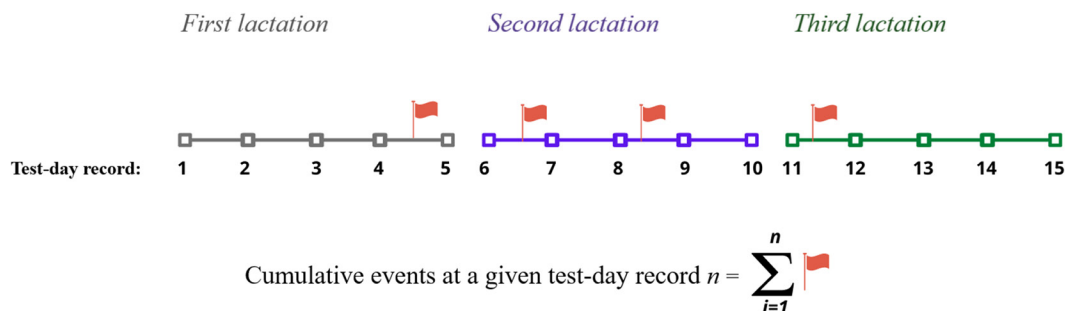 First lactation Second lactation Third lactation
Test-day record: 1 2 3 4 5 6 7 8 9 10 11 12 13 14 15
n
Cumulative events at a given test-day record n = ∑
i=1